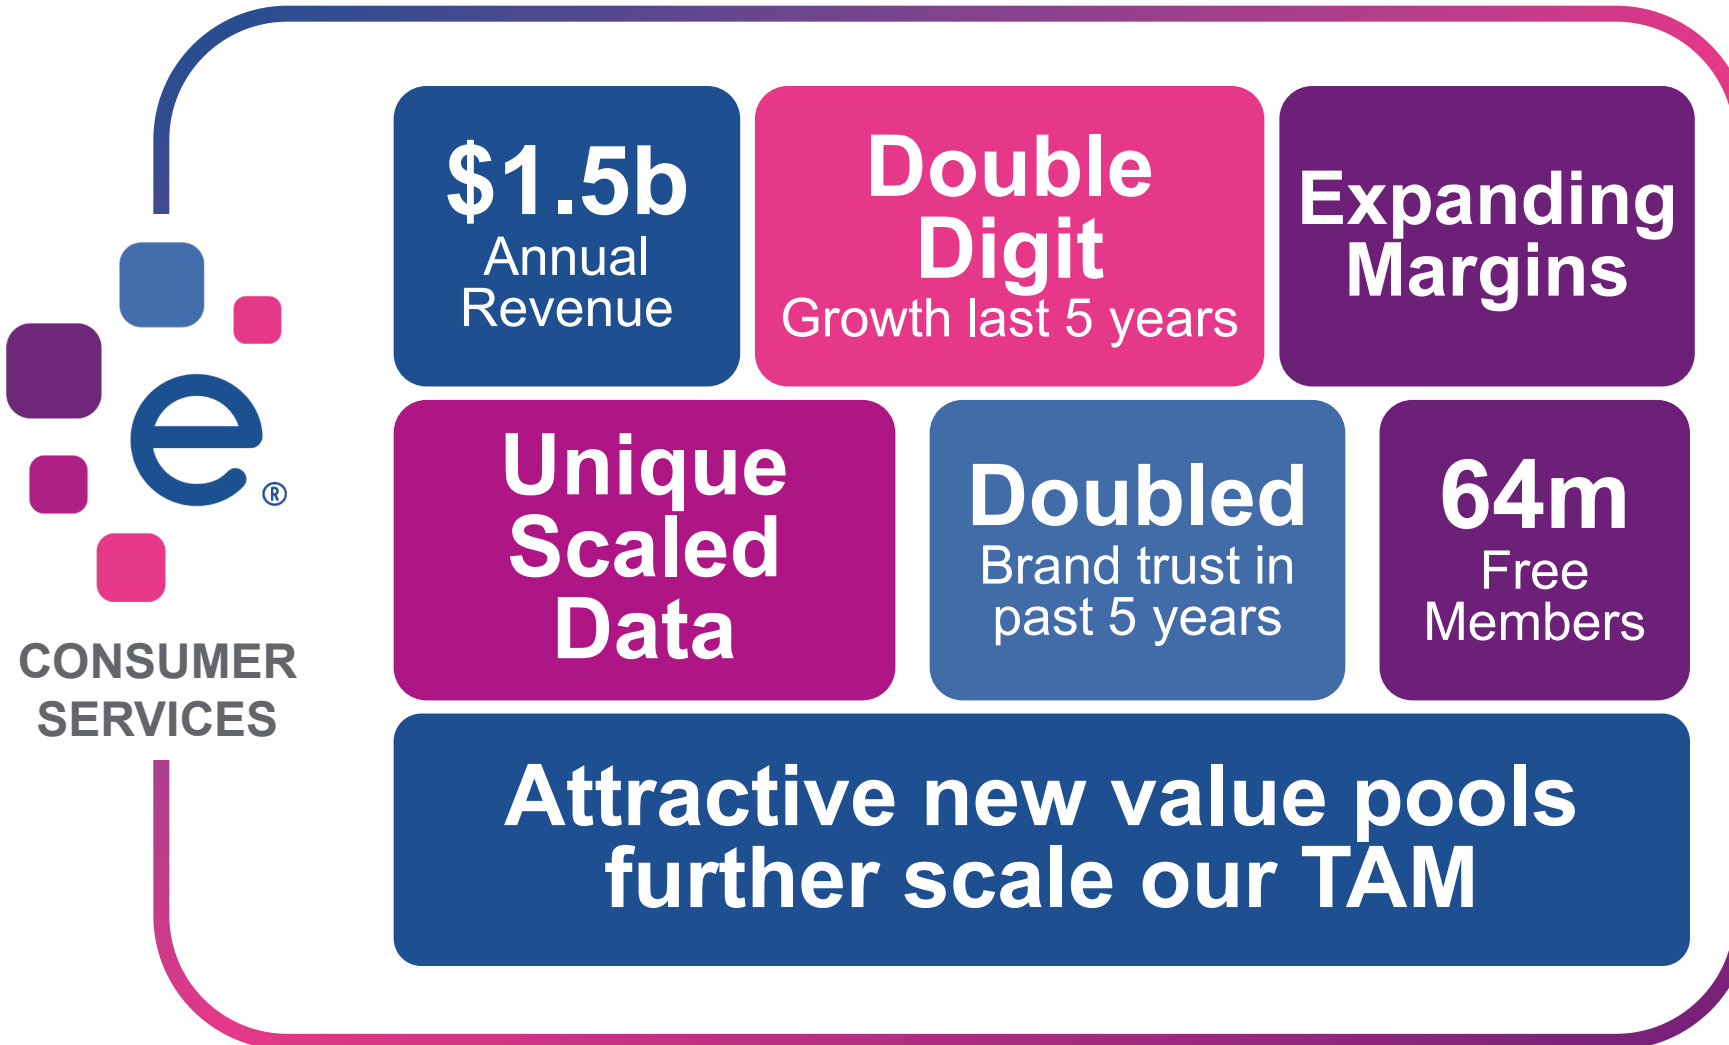 $1.5b
Annual
Revenue
Double
Digit
Growth last 5 years
Expanding
Margins
e®
CONSUMER
SERVICES
Unique
Scaled
Data
Doubled
Brand trust in
past 5 years
64m
Free
Members
Attractive new value pools
further scale our TAM